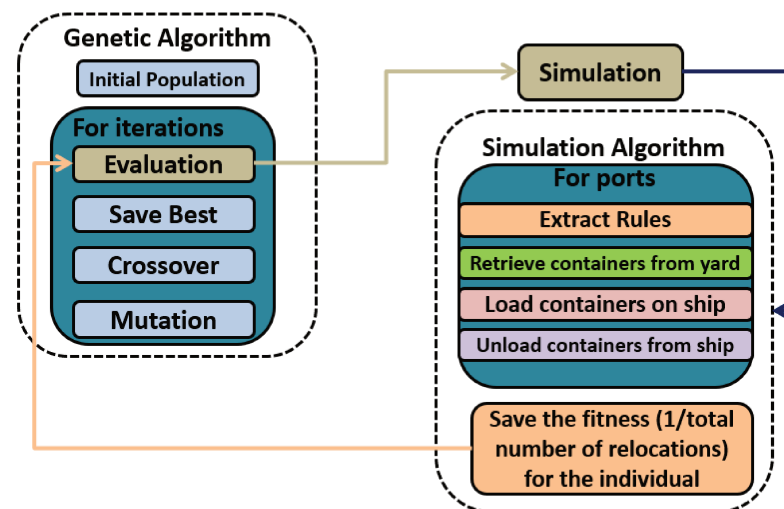 Genetic Algorithm
Initial Population
For iterations
Evaluation
Save Best
Crossover
Mutation
Simulation
Simulation Algorithm
For ports
Extract Rules
Retrieve containers from yard
Load containers on ship
Unload containers from ship
Save the fitness (1/total
number of relocations)
for the individual